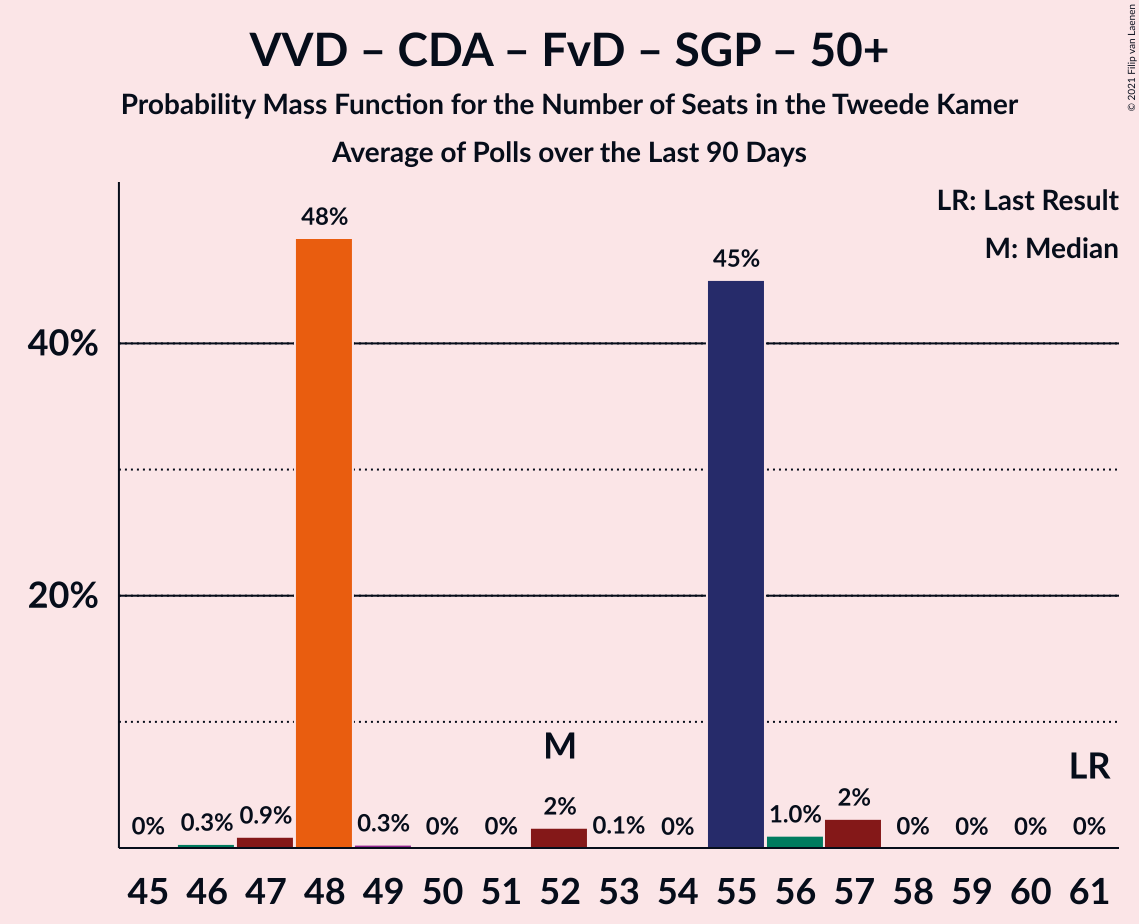 VVD – CDA – FvD – SGP – 50+
Probability Mass Function for the Number of Seats in the Tweede Kamer
Average of Polls over the Last 90 Days
© 2021 Filip van Laenen
LR: Last Result
M: Median
40%
20%
0% 0.3% 0.9% 48% 0.3% 0% 0% 2% 0.1% 0% 45% 1.0% 2% 0% 0% 0% 0%
M
LR
45 46 47 48 49 50 51 52 53 54 55 56 57 58 59 60 61